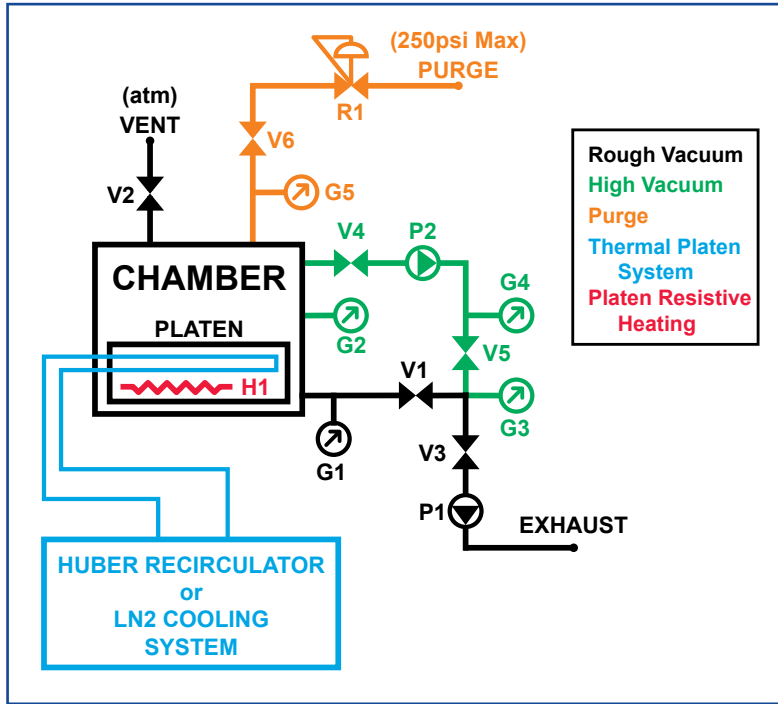 (250psi Max)
PURGE
R1
(atm)
VENT
V6
V2
G5
Rough Vacuum
High Vacuum
Purge
Thermal Platen
System
Platen Resistive
Heating
V4
P2
CHAMBER
G4
G2
PLATEN
V5
V1
H1
G3
G1
V3
P1
EXHAUST
HUBER RECIRCULATOR
or
LN2 COOLING
SYSTEM